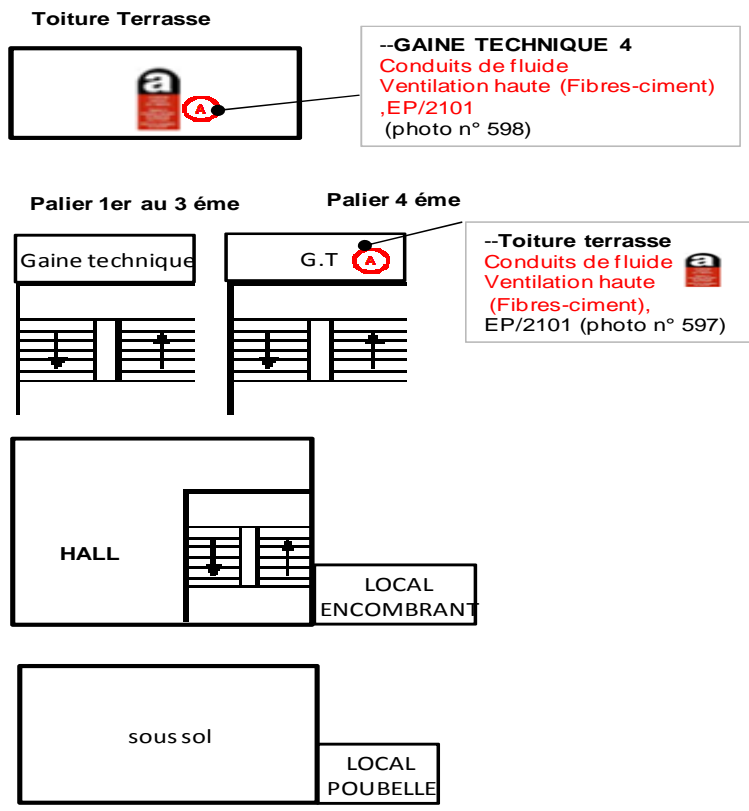 Toiture Terrasse
--GAINE TECHNIQUE 4
Conduits de fluide
Ventilation haute (Fibres-ciment)
,EP/2101
(photo n° 598)
a
A
Palier 1er au 3 éme
Palier 4 éme
Gaine technique
G.T
A
--Toiture terrasse
Conduits de fluide
a
Ventilation haute
(Fibres-ciment),
EP/2101 (photo n° 597)
HALL
LOCAL
ENCOMBRANT
sous sol
LOCAL
POUBELLE